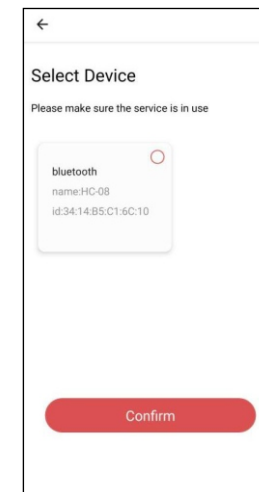 Select Device
Please make sure the service is in use
bluetooth
name:HC-08
id:34:14:B5:C1:6C:10
Confirm